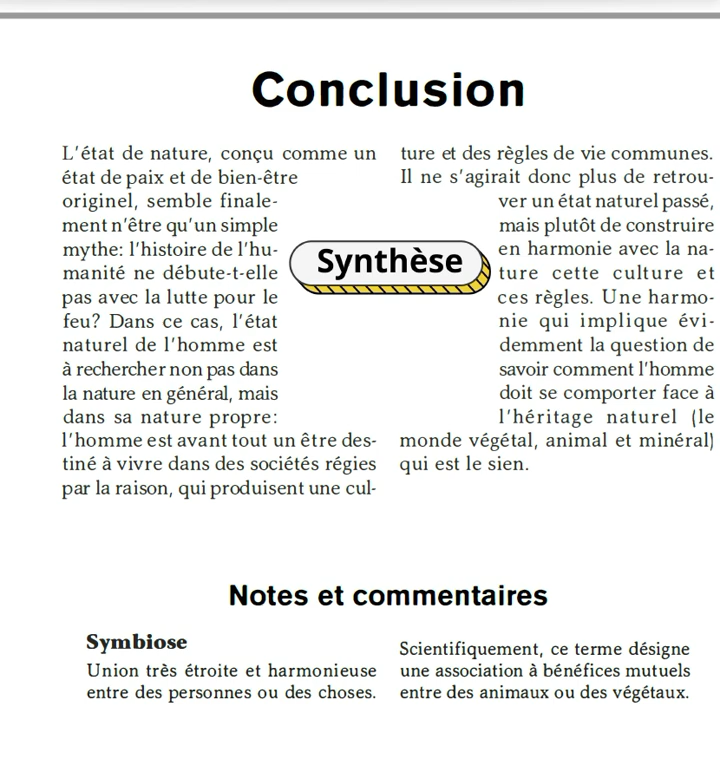 Conclusion
L'état de nature, conçu comme un
état de paix et de bien-être
originel, semble finale-
ment n'être qu'un simple
mythe: l'histoire de l'hu-
manité ne débute-t-elle
pas avec la lutte pour le
feu? Dans ce cas, l'état
naturel de l'homme est
à rechercher non pas dans
la nature en général, mais
dans sa nature propre:
l'homme est avant tout un être des-
tiné à vivre dans des sociétés régies
par la raison, qui produisent une cul-
Synthèse
ture et des règles de vie communes.
Il ne s'agirait donc plus de retrou-
ver un état naturel passé,
mais plutôt de construire
en harmonie avec la na-
ture cette culture et
ces règles. Une harmo-
nie qui implique évi-
demment la question de
savoir comment l'homme
doit se comporter face à
l'héritage naturel (le
monde végétal, animal et minéral)
qui est le sien.
Notes et commentaires
Symbiose
Union très étroite et harmonieuse
entre des personnes ou des choses.
Scientifiquement, ce terme désigne
une association à bénéfices mutuels
entre des animaux ou des végétaux.